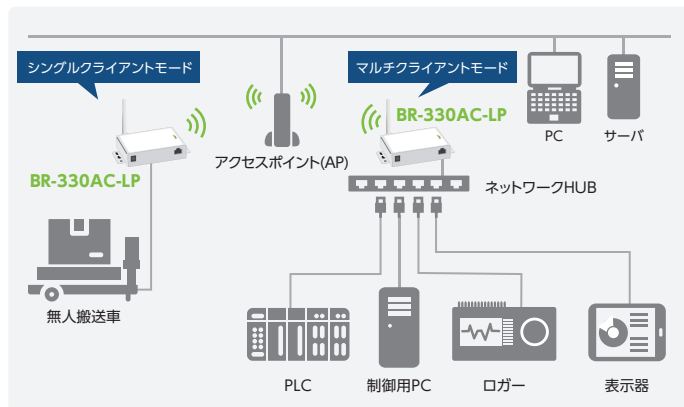 シングルクライアントモード
マルチクライアントモード
BR-330AC-LP
PC
サーバ
アクセスポイント(AP)
BR-330AC-LP
ネットワークHUB
無人搬送車
PLC
制御用PC
ロガー
表示器